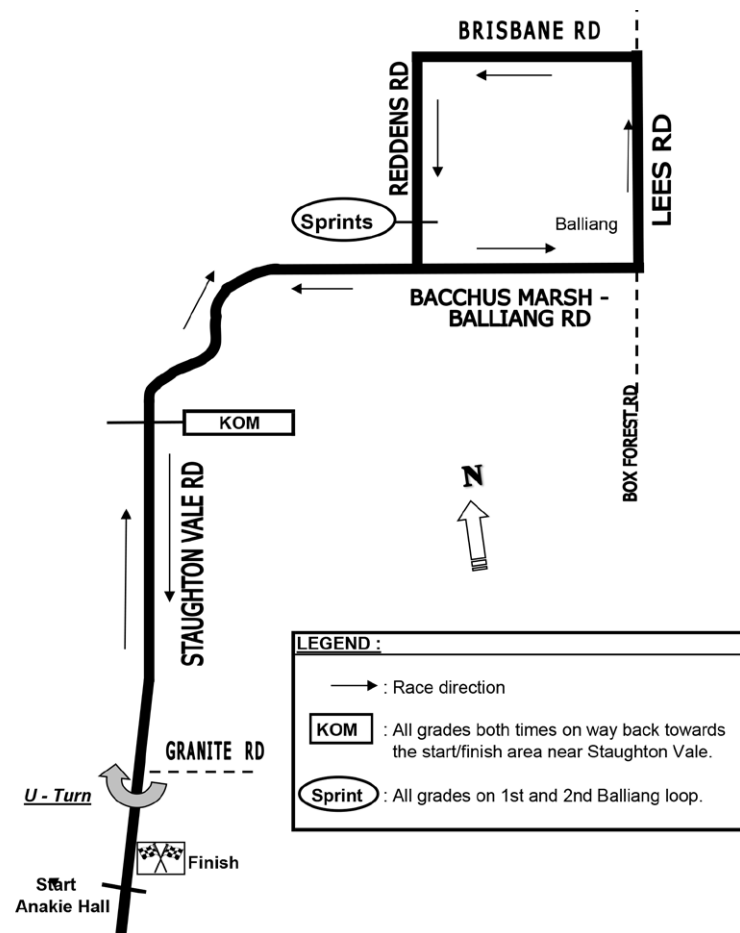 BRISBANE RD
REDDENS RD
LEES RD
Sprints
Balliang
BACCHUS MARSH -
BALLIANG RD
KOM
BOX FOREST RD
N
STAUGHTON VALE RD
LEGEND :
: Race direction
KOM : All grades both times on way back towards
the start/finish area near Staughton Vale.
Sprint : All grades on 1st and 2nd Balliang loop.
GRANITE RD
U - Turn
Finish
Start
Anakie Hall